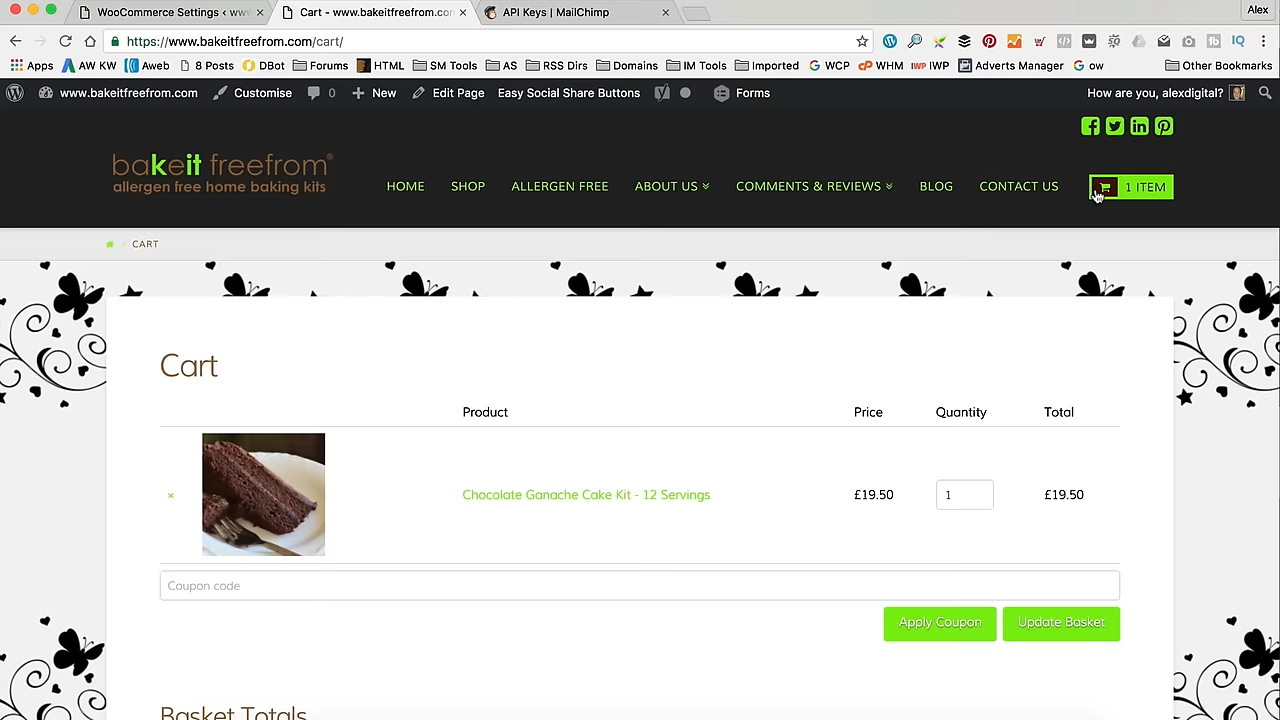 WooCommerce Settings ‹ www
Cart - www.bakeitfreefrom.co
API Keys | MailChimp
Alex
https://www.bakeitfreefrom.com/cart/
Apps AW KW Aweb 8 Posts DBot Forums HTML SM Tools AS RSS Dirs Domains IM Tools Imported WCP WHM IWP Adverts Manager ow Other Bookmarks
www.bakeitfreefrom.com Customise 0 New Edit Page Easy Social Share Buttons Forms How are you, alexdigital?
bakeit freefrom®
allergen free home baking kits
HOME SHOP ALLERGEN FREE ABOUT US COMMENTS & REVIEWS BLOG CONTACT US 1 ITEM
CART
Cart
Product Price Quantity Total
× Chocolate Ganache Cake Kit - 12 Servings £19.50 1 £19.50
Coupon code
Apply Coupon Update Basket
Basket Totals